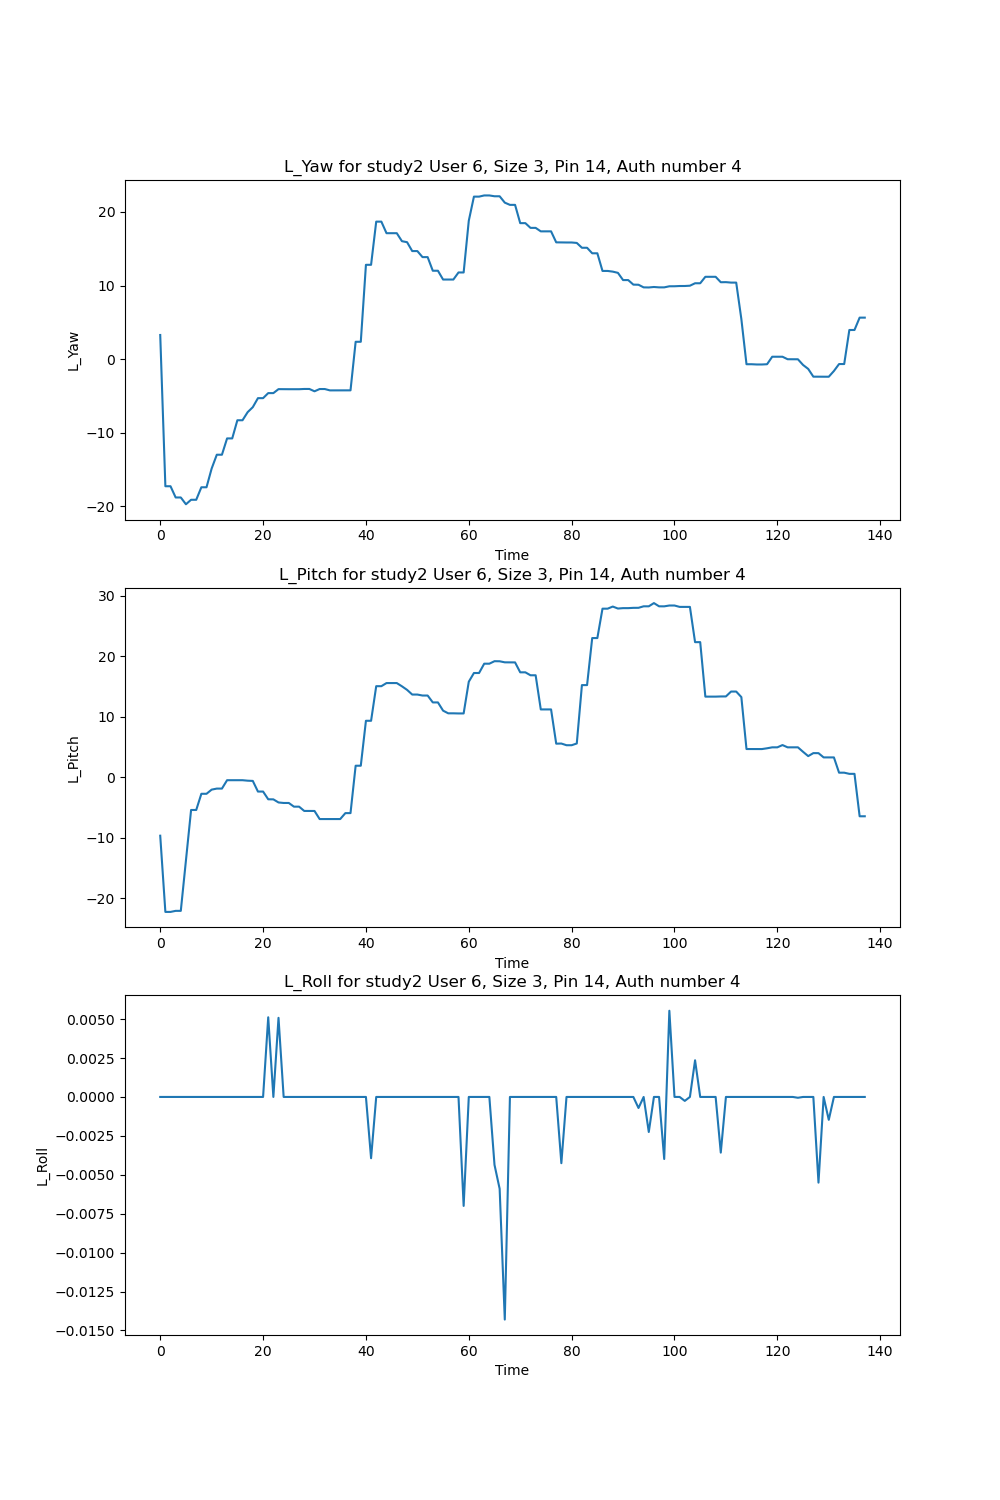 L_Yaw for study2 User 6, Size 3, Pin 14, Auth number 4
20
10
0
−10
−20
L_Yaw
0 20 40 60 80 100 120 140
Time
L_Pitch for study2 User 6, Size 3, Pin 14, Auth number 4
30
20
10
0
−10
−20
L_Pitch
0 20 40 60 80 100 120 140
Time
L_Roll for study2 User 6, Size 3, Pin 14, Auth number 4
0.0050
0.0025
0.0000
−0.0025
−0.0050
−0.0075
−0.0100
−0.0125
−0.0150
L_Roll
0 20 40 60 80 100 120 140
Time